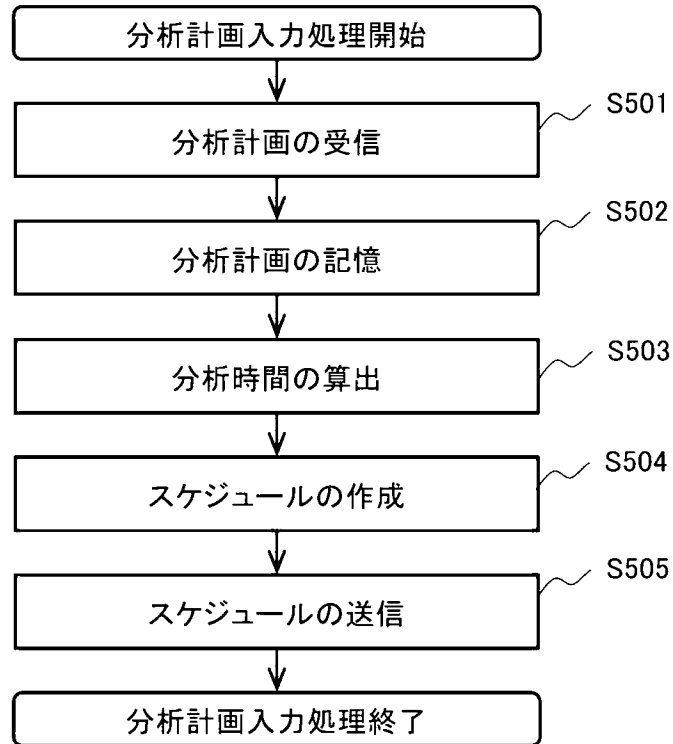 分析計画入力処理開始
S501
分析計画の受信
S502
分析計画の記憶
S503
分析時間の算出
S504
スケジュールの作成
S505
スケジュールの送信
分析計画入力処理終了